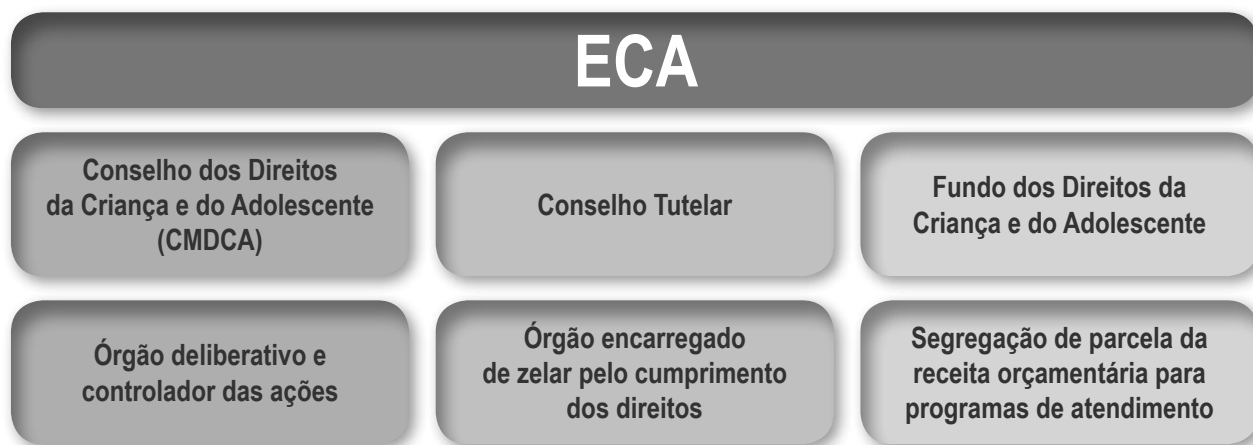 ECA
Conselho dos Direitos
da Criança e do Adolescente
(CMDCA)
Conselho Tutelar
Fundo dos Direitos da
Criança e do Adolescente
Órgão deliberativo e
controlador das ações
Órgão encarregado
de zelar pelo cumprimento
dos direitos
Segregação de parcela da
receita orçamentária para
programas de atendimento